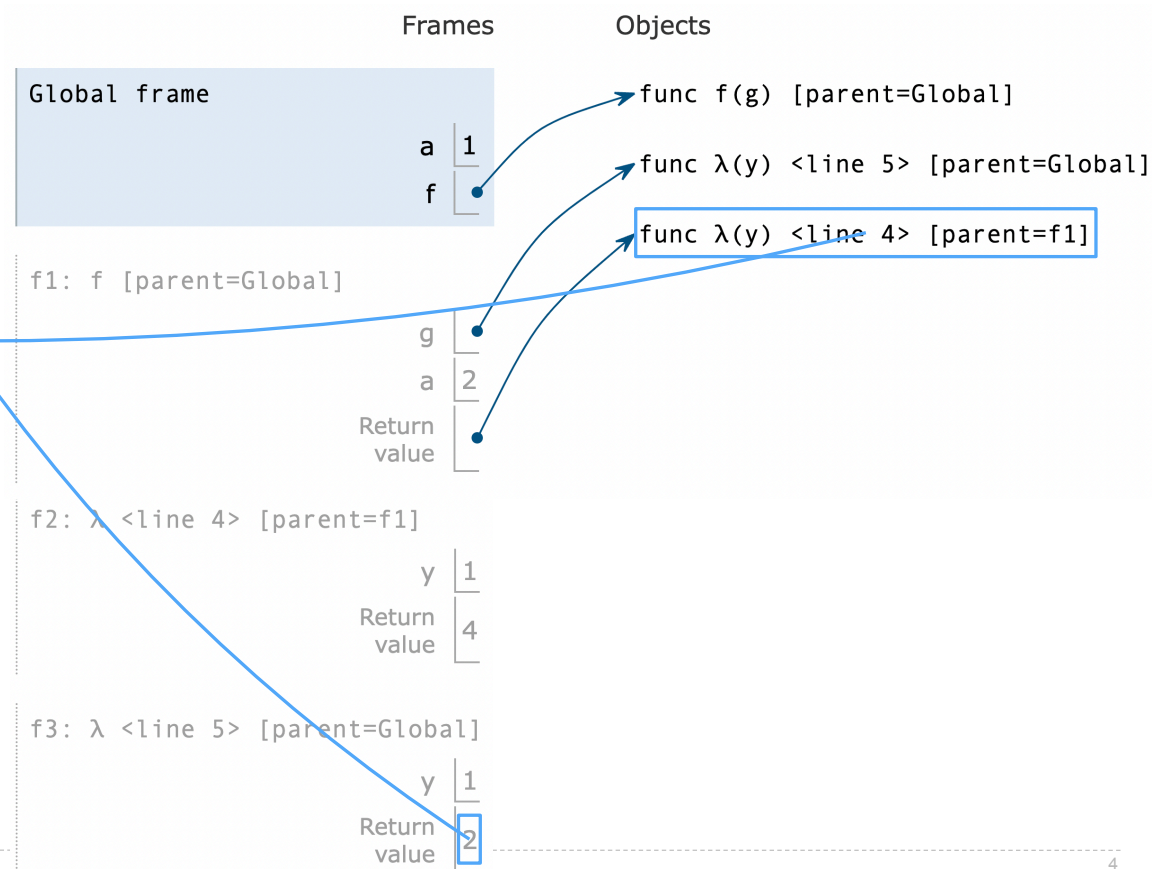 Frames
Objects
Global frame
a 1
f
func f(g) [parent=Global]
func λ(y) <line 5> [parent=Global]
func λ(y) <line 4> [parent=f1]
f1: f [parent=Global]
g
a 2
Return
value
f2: λ <line 4> [parent=f1]
y 1
Return
value 4
f3: λ <line 5> [parent=Global]
y 1
Return
value 2
4